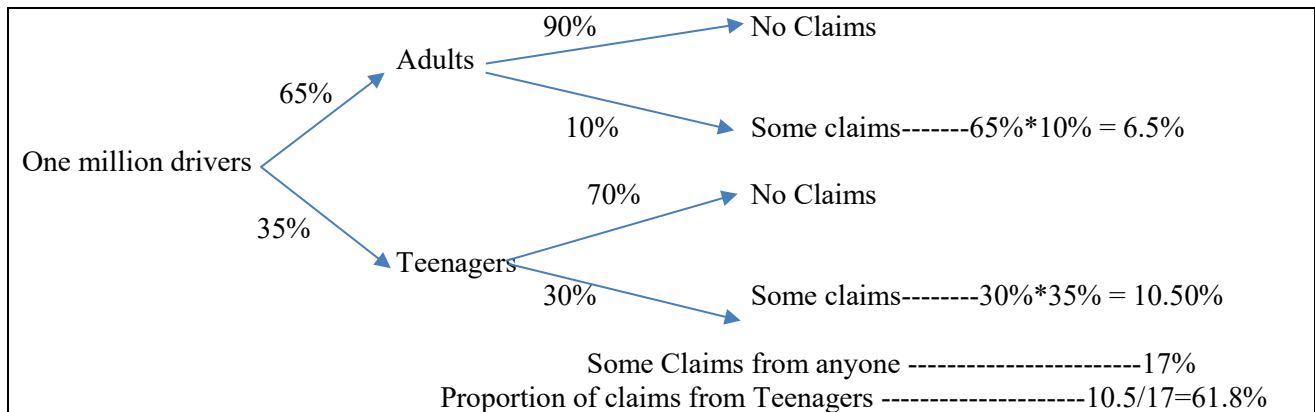 90% No Claims
Adults
65%
10% Some claims-------65%*10% = 6.5%
One million drivers
70% No Claims
35%
Teenagers
30% Some claims--------30%*35% = 10.50%
Some Claims from anyone ------------------------17%
Proportion of claims from Teenagers ------------------------10.5/17=61.8%